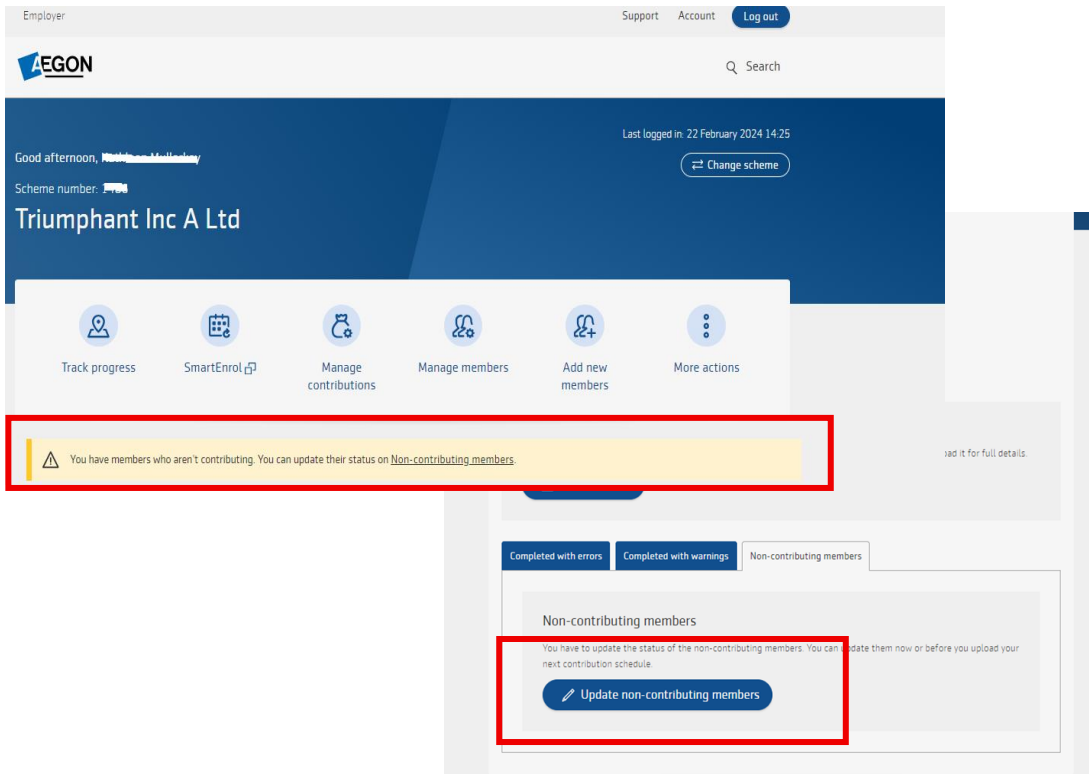 Employer
Support Account Log out
AEGON
Search
Last logged in: 22 February 2024 14:25
Good afternoon,
Change scheme
Scheme number:
Triumphant Inc A Ltd
Track progress
SmartEnrol
Manage contributions
Manage members
Add new members
More actions
You have members who aren't contributing. You can update their status on Non-contributing members.
it for full details.
Completed with errors
Completed with warnings
Non-contributing members
Non-contributing members
You have to update the status of the non-contributing members. You can update them now or before you upload your
next contribution schedule.
Update non-contributing members